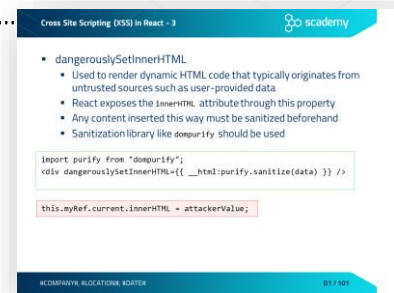 Cross Site Scripting (XSS) in React - 3
scademy
dangerouslySetInnerHTML
Used to render dynamic HTML code that typically originates from
untrusted sources such as user-provided data
React exposes the innerHTML attribute through this property
Any content inserted this way must be sanitized beforehand
Sanitization library like dompurify should be used
import purify from "dompurify";
<div dangerouslySetInnerHTML={{ __html:purify.sanitize(data) }} />
this.myRef.current.innerHTML = attackerValue;
#COMPANY#, #LOCATION#, #DATE#
D1 / 101